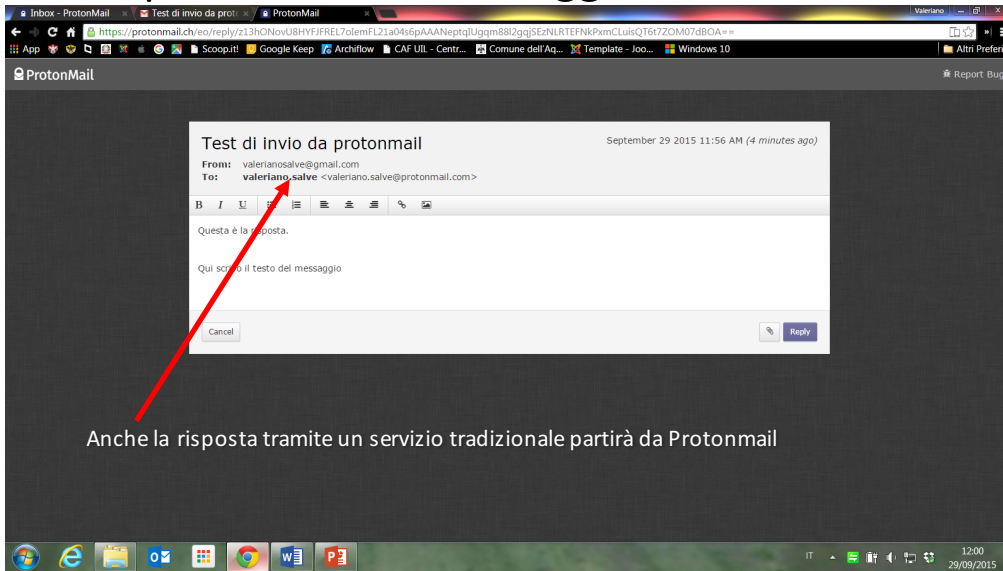 Inbox - ProtonMail
Test di invio da proto
ProtonMail
Valeriano
https://protonmail.ch/eo/reply/
App
Scoop.it!
Google Keep
Archiflow
CAF UIL - Centr...
Comune dell'Aq...
Template - Joo...
Windows 10
Altri Preferi
ProtonMail
Report Bug
Test di invio da protonmail
September 29 2015 11:56 AM (4 minutes ago)
From: valerianosalve@gmail.com
To: valeriano.salve <valeriano.salve@protonmail.com>
B I U
Questa è la risposta.
Qui scrivo il testo del messaggio
Cancel
Reply
Anche la risposta tramite un servizio tradizionale partirà da Protonmail
IT
12:00
29/09/2015